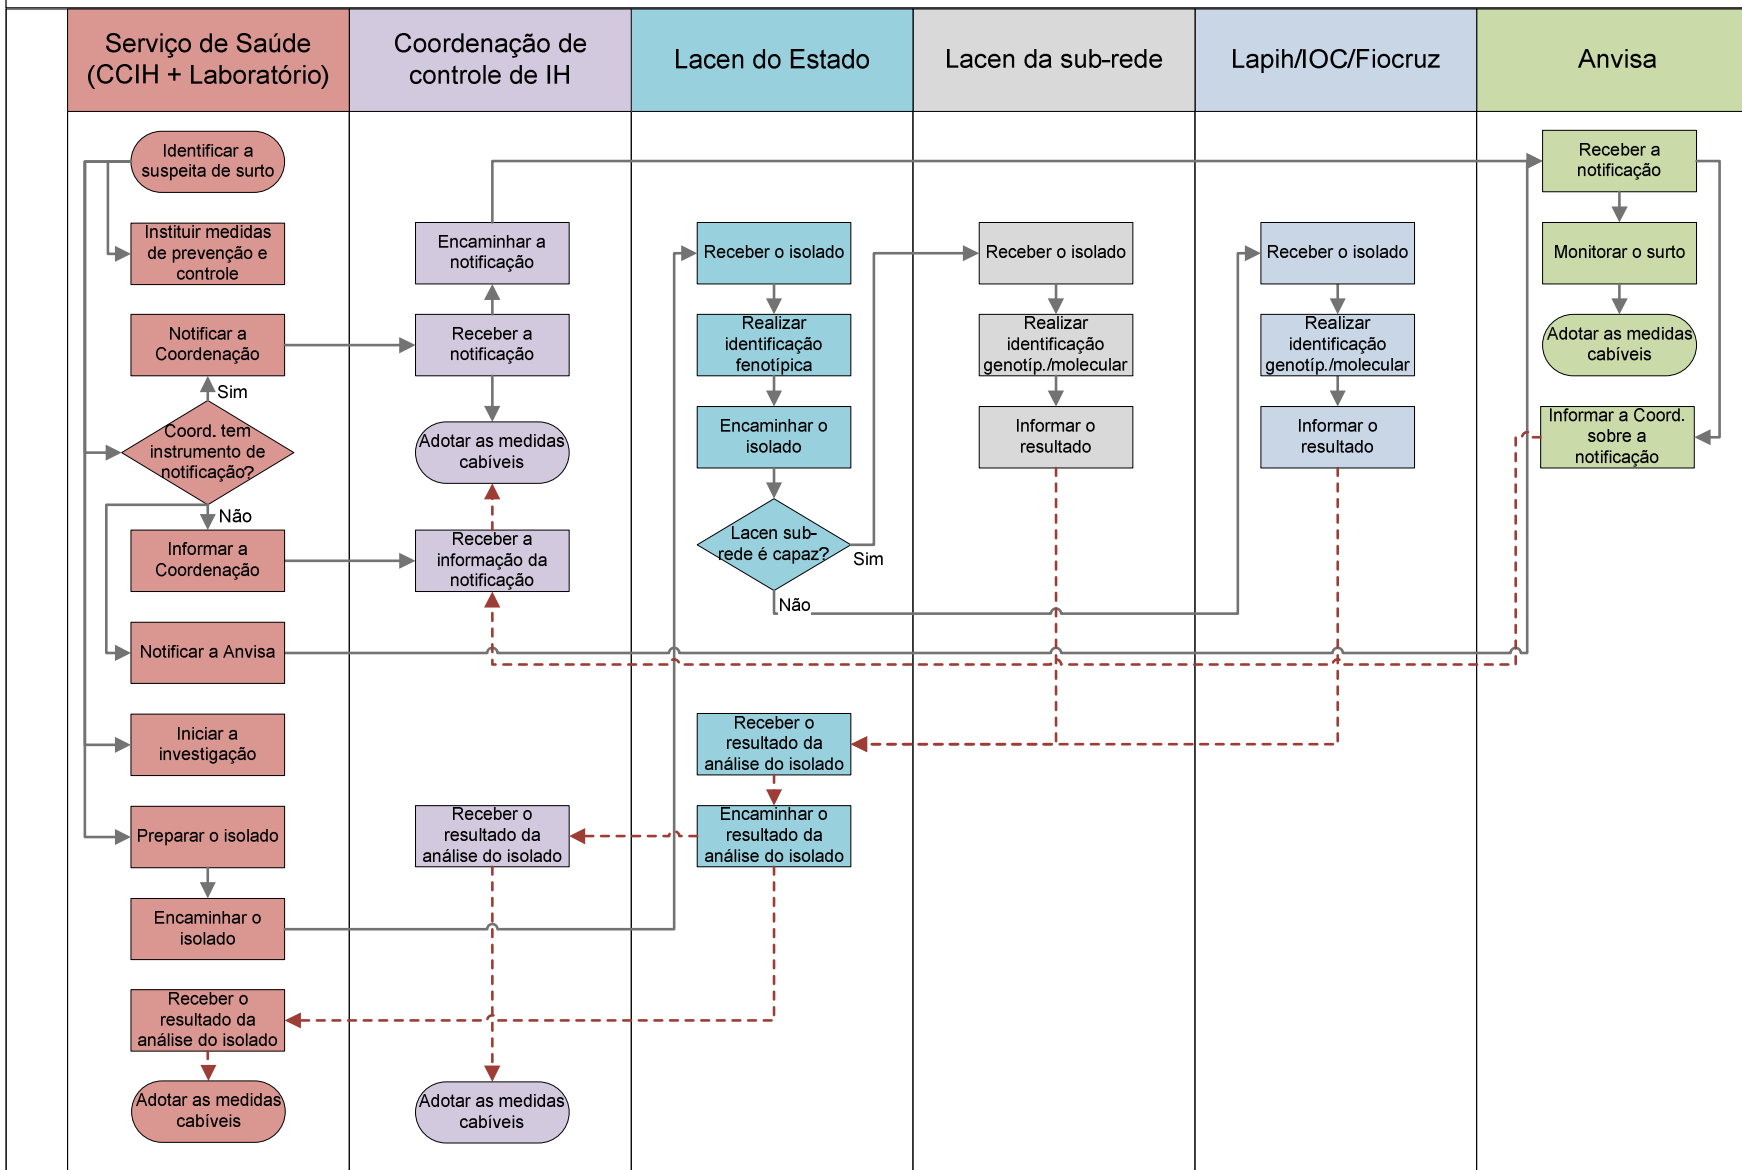 Serviço de Saúde
(CCIH + Laboratório)
Coordenação de
controle de IH
Lacen do Estado
Lacen da sub-rede
Lapih/IOC/Fiocruz
Anvisa
Identificar a
suspeita de surto
Instituir medidas
de prevenção e
controle
Notificar a
Coordenação
Sim
Coord. tem
instrumento de
notificação?
Não
Informar a
Coordenação
Notificar a Anvisa
Iniciar a
investigação
Preparar o isolado
Encaminhar o
isolado
Receber o
resultado da
análise do isolado
Adotar as medidas
cabíveis
Encaminhar a
notificação
Receber a
notificação
Adotar as medidas
cabíveis
Receber a
informação da
notificação
Receber o
resultado da
análise do isolado
Adotar as medidas
cabíveis
Receber o isolado
Realizar
identificação
fenotípica
Encaminhar o
isolado
Lacen sub-
rede é capaz?
Sim
Não
Receber o
resultado da
análise do isolado
Encaminhar o
resultado da
análise do isolado
Receber o isolado
Realizar
identificação
genotíp./molecular
Informar o
resultado
Receber o isolado
Realizar
identificação
genotíp./molecular
Informar o
resultado
Receber a
notificação
Monitorar o surto
Adotar as medidas
cabíveis
Informar a Coord.
sobre a
notificação